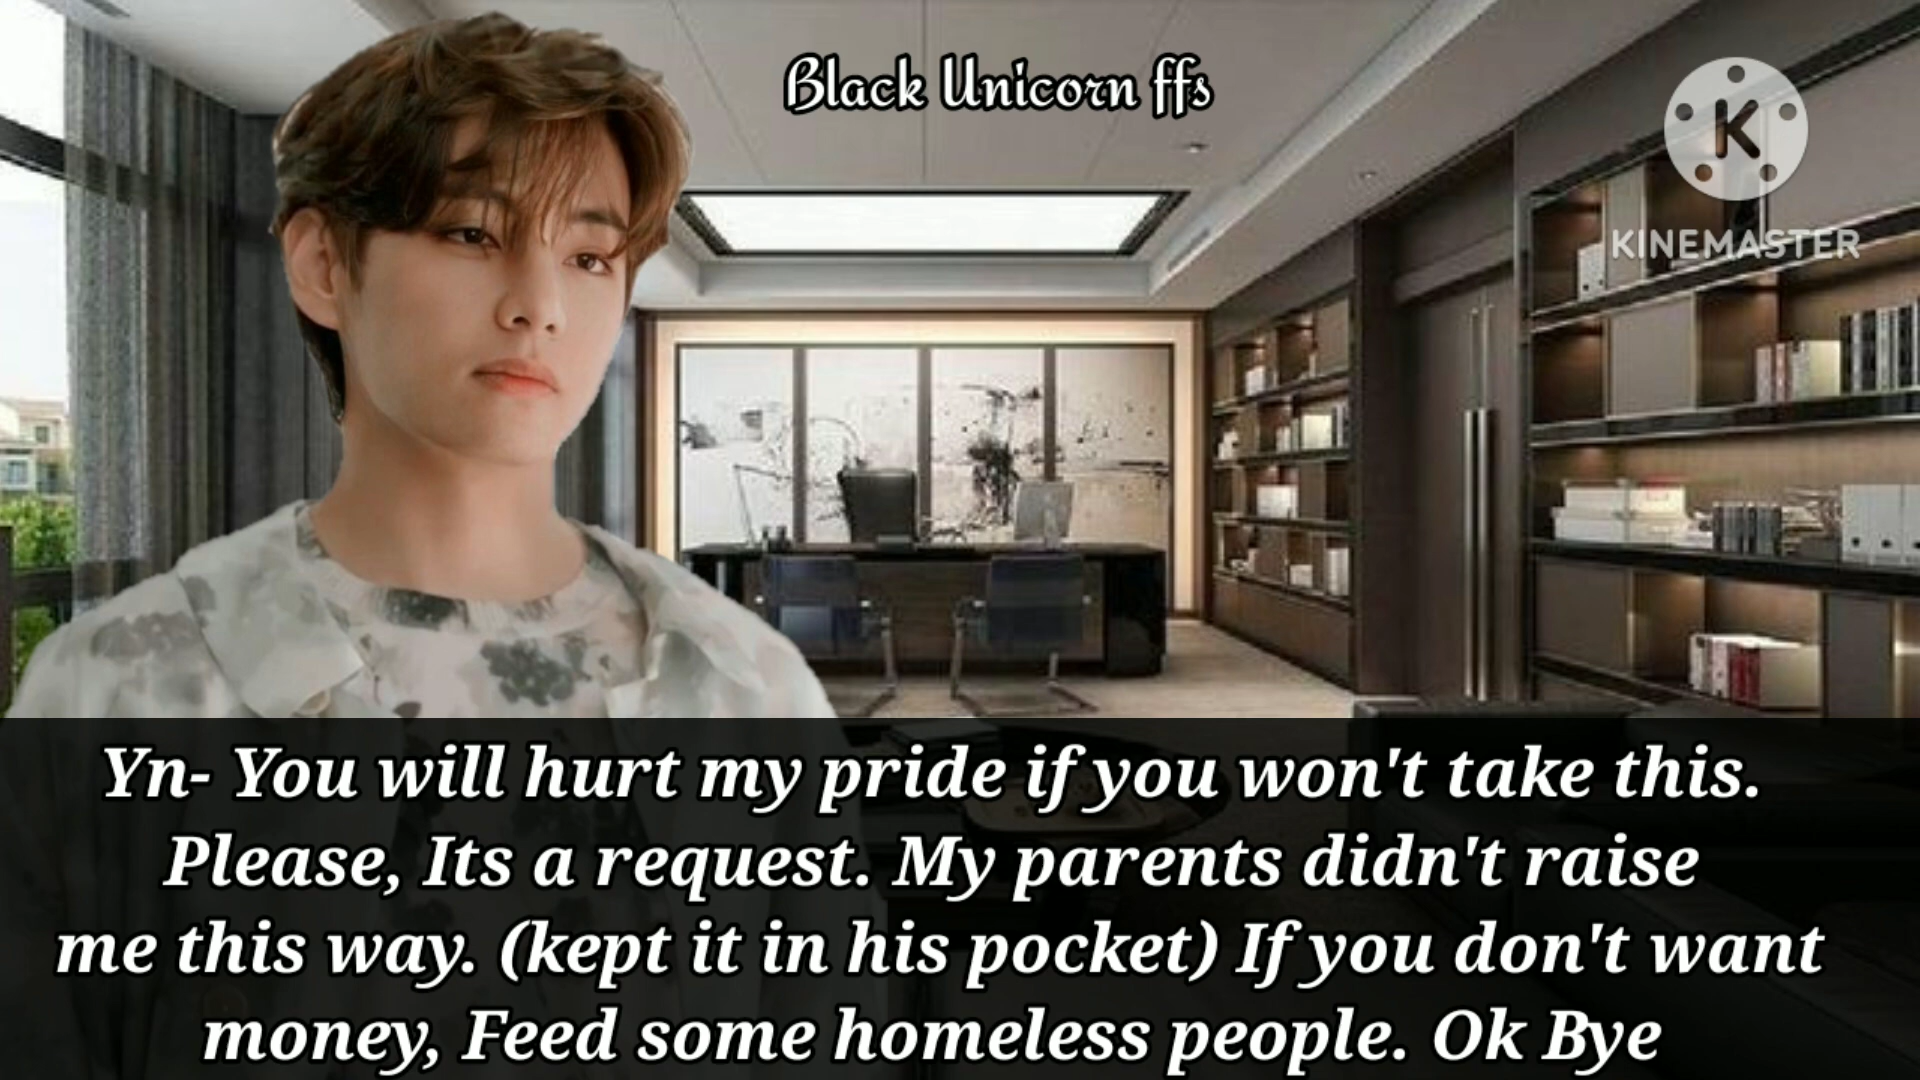 Black Unicorn ffs
K
KINEMASTER
Yn- You will hurt my pride if you won't take this.
Please, Its a request. My parents didn't raise
me this way. (kept it in his pocket) If you don't want
money, Feed some homeless people. Ok Bye